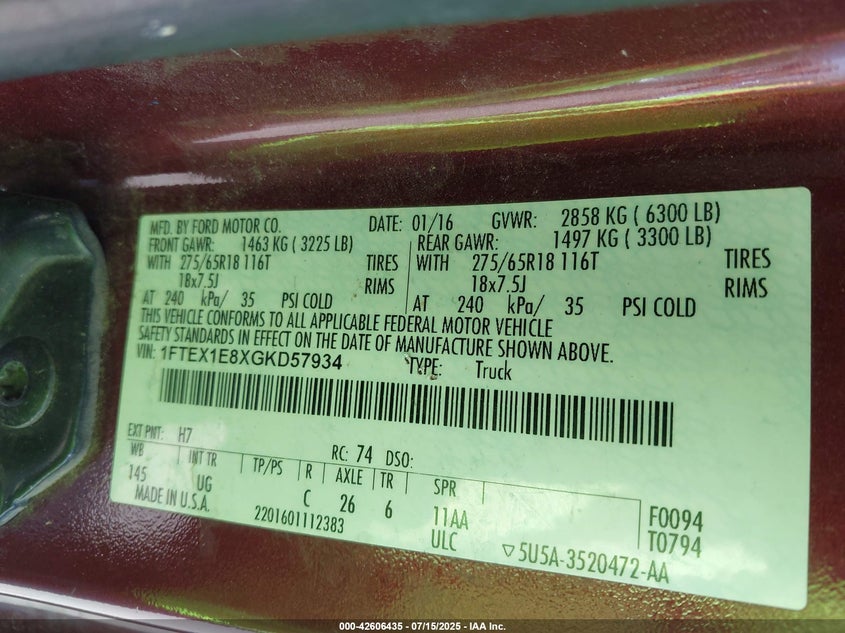 MFD. BY FORD MOTOR CO. DATE: 01/16 GVWR: 2858 KG ( 6300 LB)
FRONT GAWR: 1463 KG ( 3225 LB) REAR GAWR: 1497 KG ( 3300 LB)
WITH 275/65R18 116T TIRES WITH 275/65R18 116T TIRES
18x7.5J RIMS 18x7.5J RIMS
AT 240 kPa/ 35 PSI COLD AT 240 kPa/ 35 PSI COLD
THIS VEHICLE CONFORMS TO ALL APPLICABLE FEDERAL MOTOR VEHICLE
SAFETY STANDARDS IN EFFECT ON THE DATE OF MANUFACTURE SHOWN ABOVE.
VIN: 1FTEX1E8XGKD57934 TYPE: Truck
EXT PNT: H7 RC: 74 DSO:
WB INT TR TP/PS R AXLE TR SPR
145 UG C 26 6 11AA F0094
MADE IN U.S.A. 2201601112383 ULC T0794
▽5U5A-3520472-AA
000-42606435 - 07/15/2025 - IAA Inc.